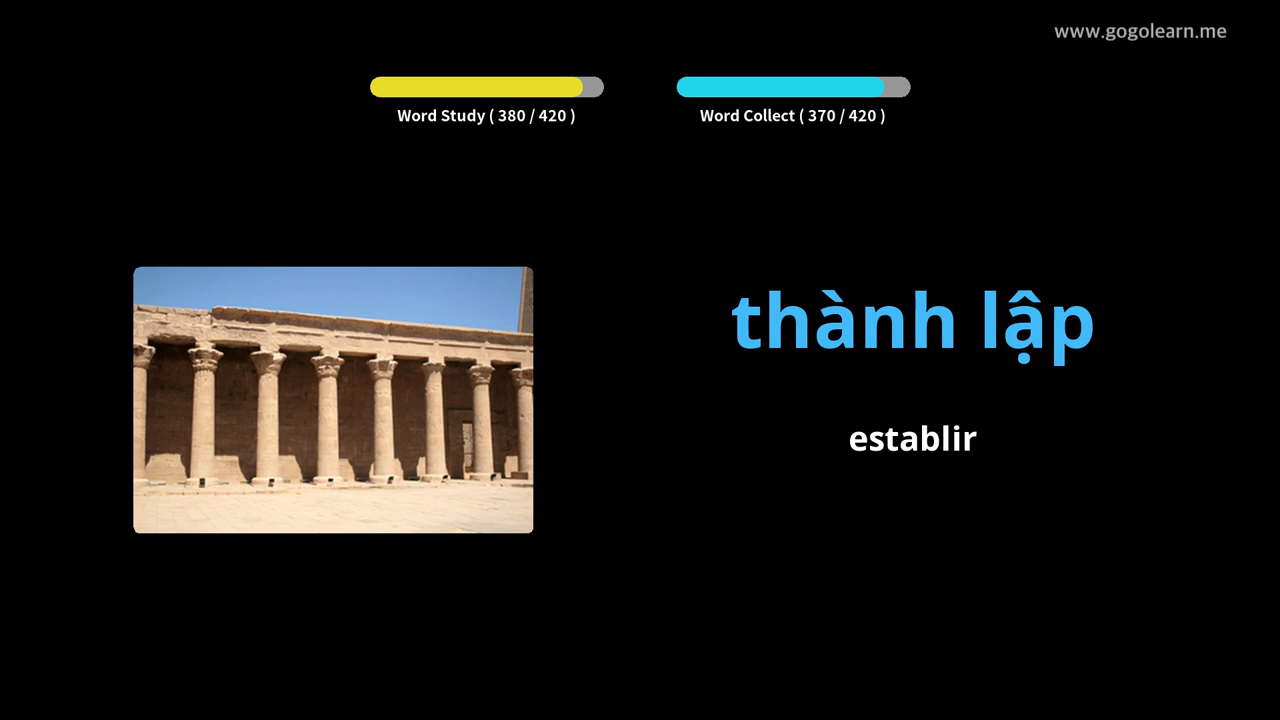 www.gogolearn.me
Word Study ( 380 / 420 )
Word Collect ( 370 / 420 )
thành lập
establir